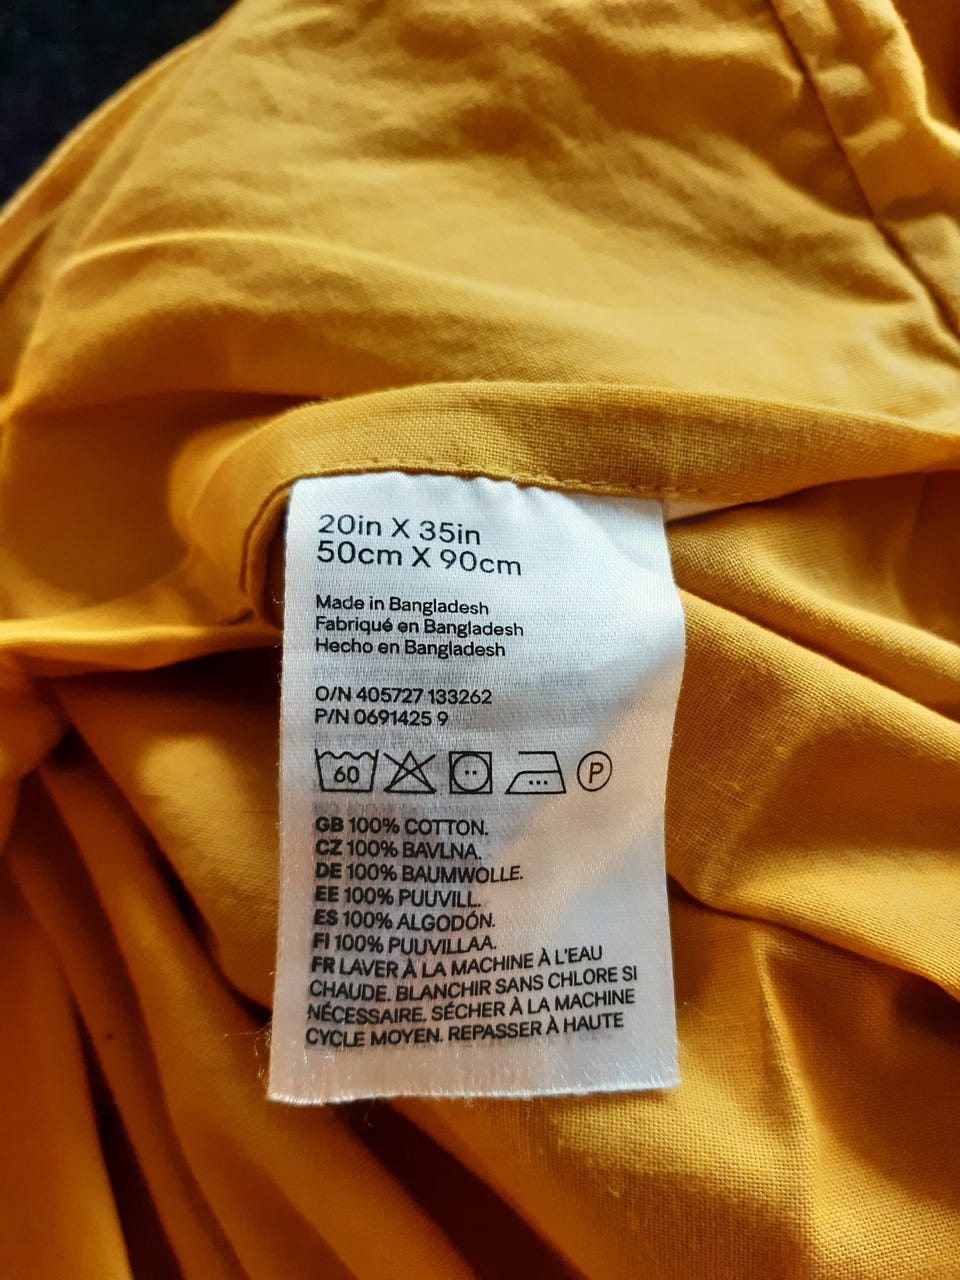 20in X 35in
50cm X 90cm
Made in Bangladesh
Fabriqué en Bangladesh
Hecho en Bangladesh
O/N 405727 133262
P/N 0691425 9
60 P
GB 100% COTTON.
CZ 100% BAVLNA.
DE 100% BAUMWOLLE.
EE 100% PUUVILL.
ES 100% ALGODÓN.
FI 100% PUUVILLAA.
FR LAVER À LA MACHINE À L'EAU
CHAUDE. BLANCHIR SANS CHLORE SI
NÉCESSAIRE. SÉCHER À LA MACHINE
CYCLE MOYEN. REPASSER À HAUTE